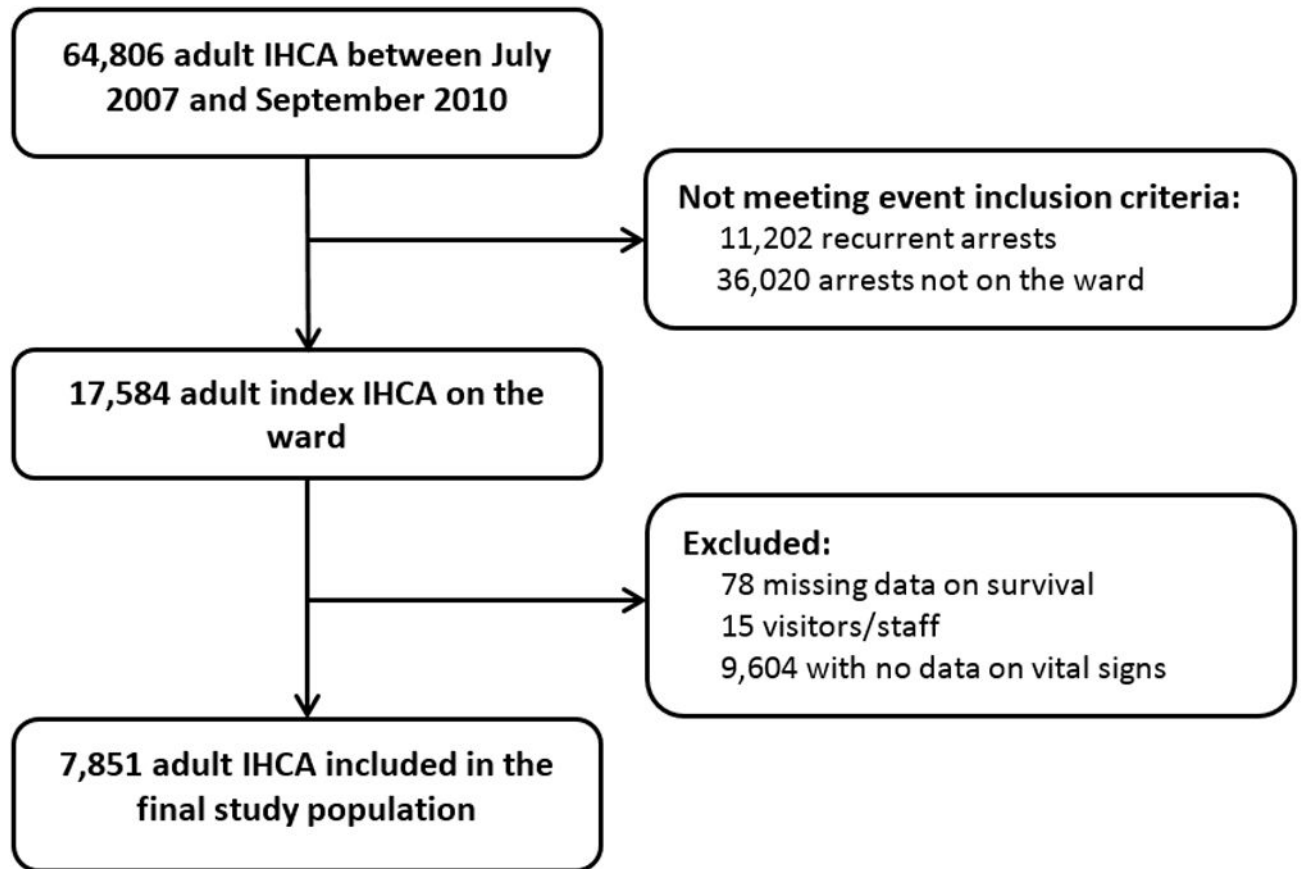 64,806 adult IHCA between July
2007 and September 2010
Not meeting event inclusion criteria:
11,202 recurrent arrests
36,020 arrests not on the ward
17,584 adult index IHCA on the
ward
Excluded:
78 missing data on survival
15 visitors/staff
9,604 with no data on vital signs
7,851 adult IHCA included in the
final study population